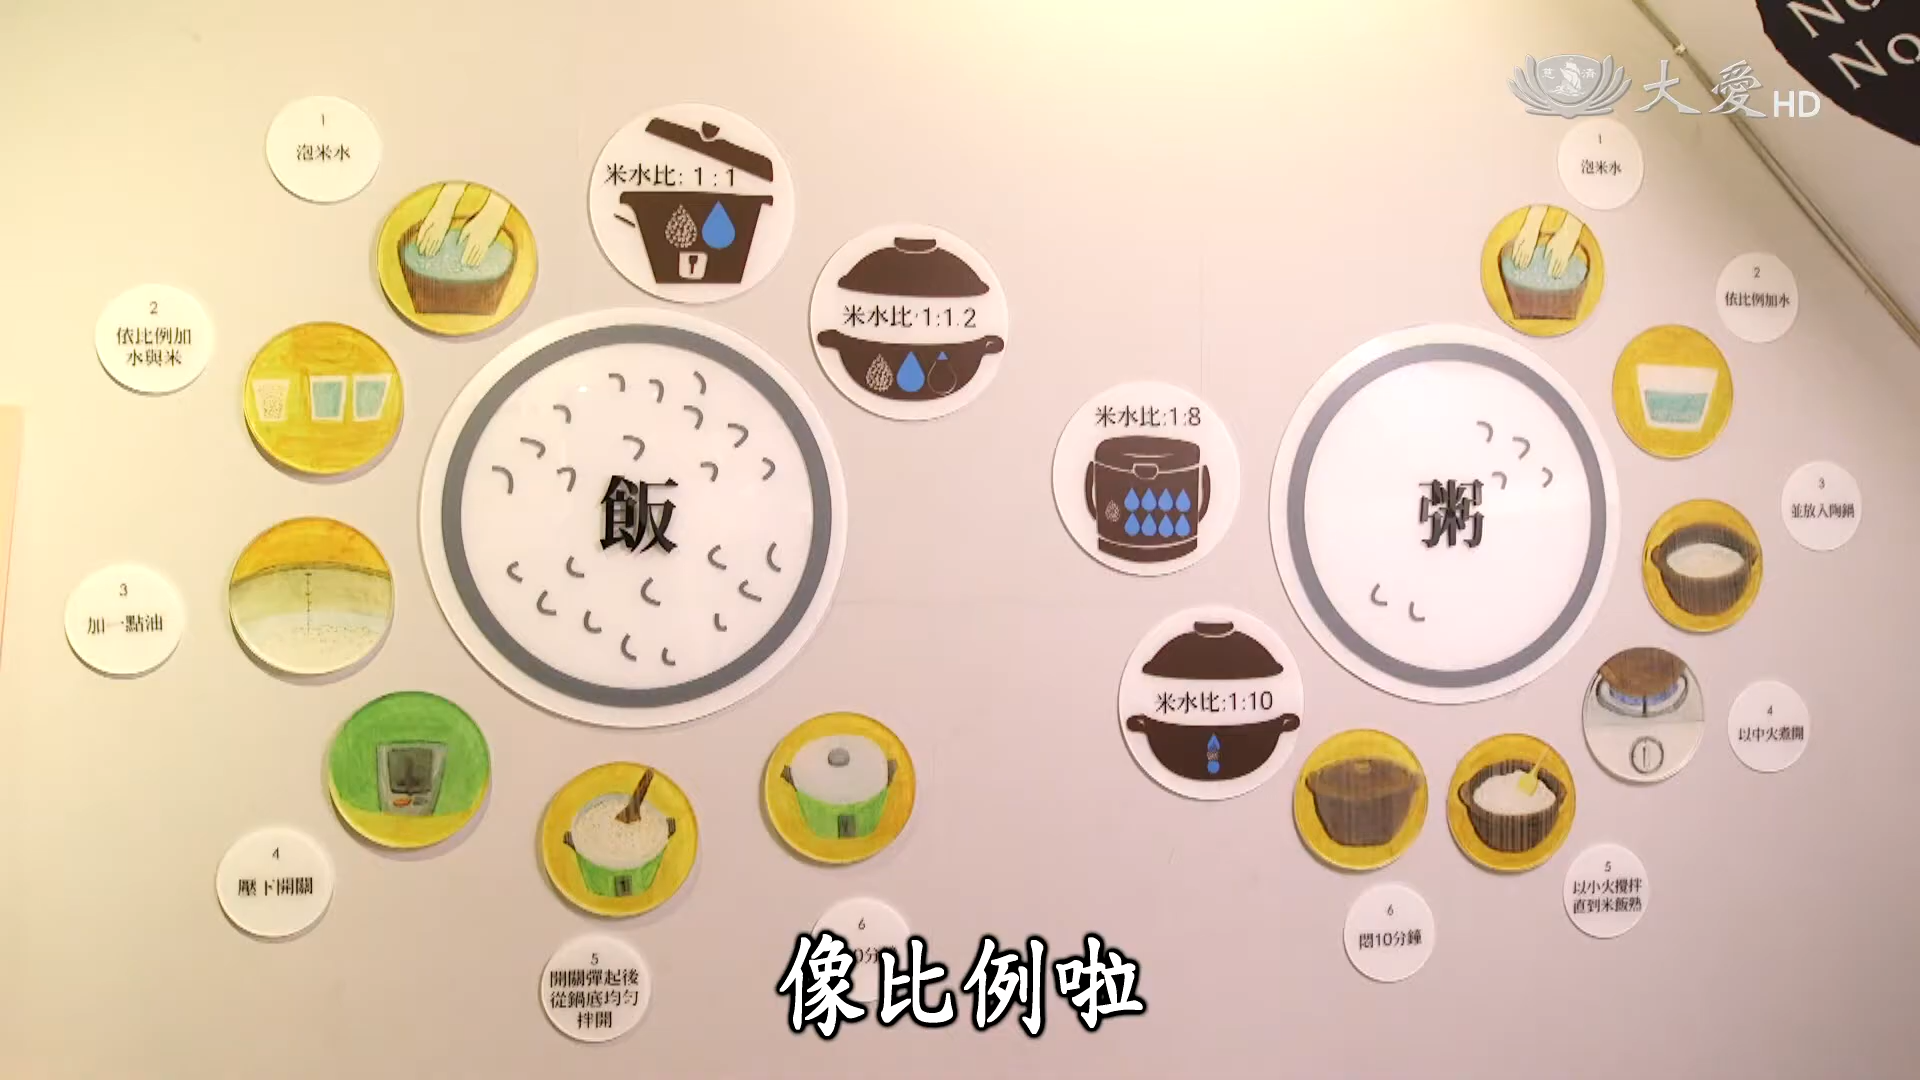 1
泡米水
2
依比例加
水與米
3
加一點油
4
壓下開關
5
開關彈起後
從鍋底均勻
拌開
6
米水比: 1 : 1
米水比:1:1.2
飯
米水比:1:8
米水比:1:10
粥
1
泡米水
2
依比例加水
3
並放入陶鍋
4
以中火煮開
5
以小火攪拌
直到米飯熟
6
悶10分鐘
慈濟
大愛HD
像比例啦